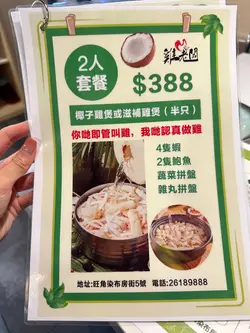 2人
套餐
$388
椰子雞煲或滋補雞煲(半只)
你哋即管叫雞,我哋認真做雞
4隻蝦
2隻鮑魚
蔬菜拼盤
雜丸拼盤
地址:旺角染布房街5號 電話:26189888